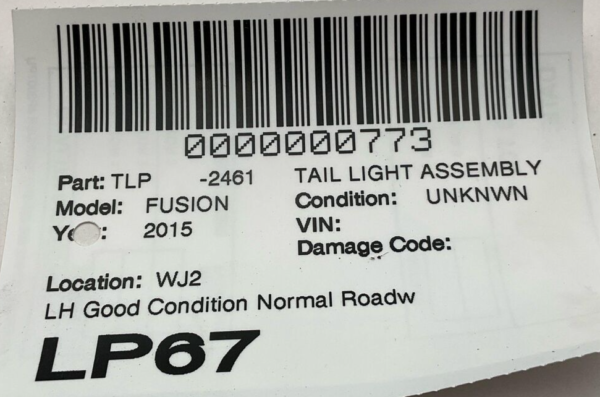 0000000773
Part: TLP -2461 TAIL LIGHT ASSEMBLY
Model: FUSION Condition: UNKNWN
Ye : 2015 VIN:
Damage Code:
Location: WJ2
LH Good Condition Normal Roadw
LP67